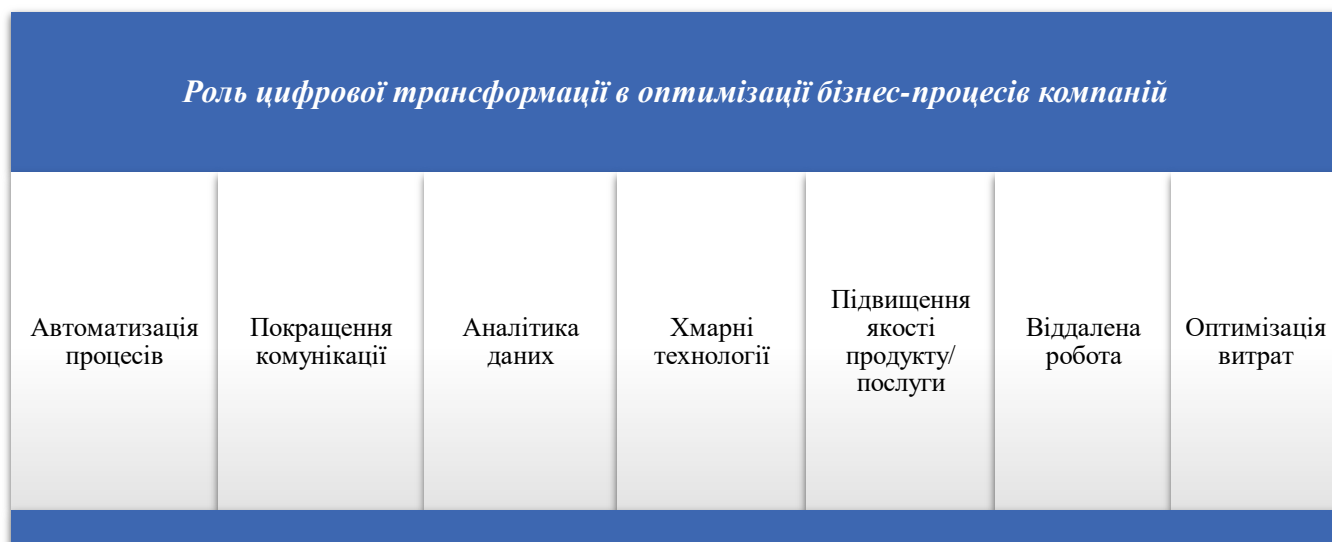 Роль цифрової трансформації в оптимізації бізнес-процесів компаній
Автоматизація
процесів
Покращення
комунікації
Аналітика
даних
Хмарні
технології
Підвищення
якості
продукту/
послуги
Віддалена
робота
Оптимізація
витрат